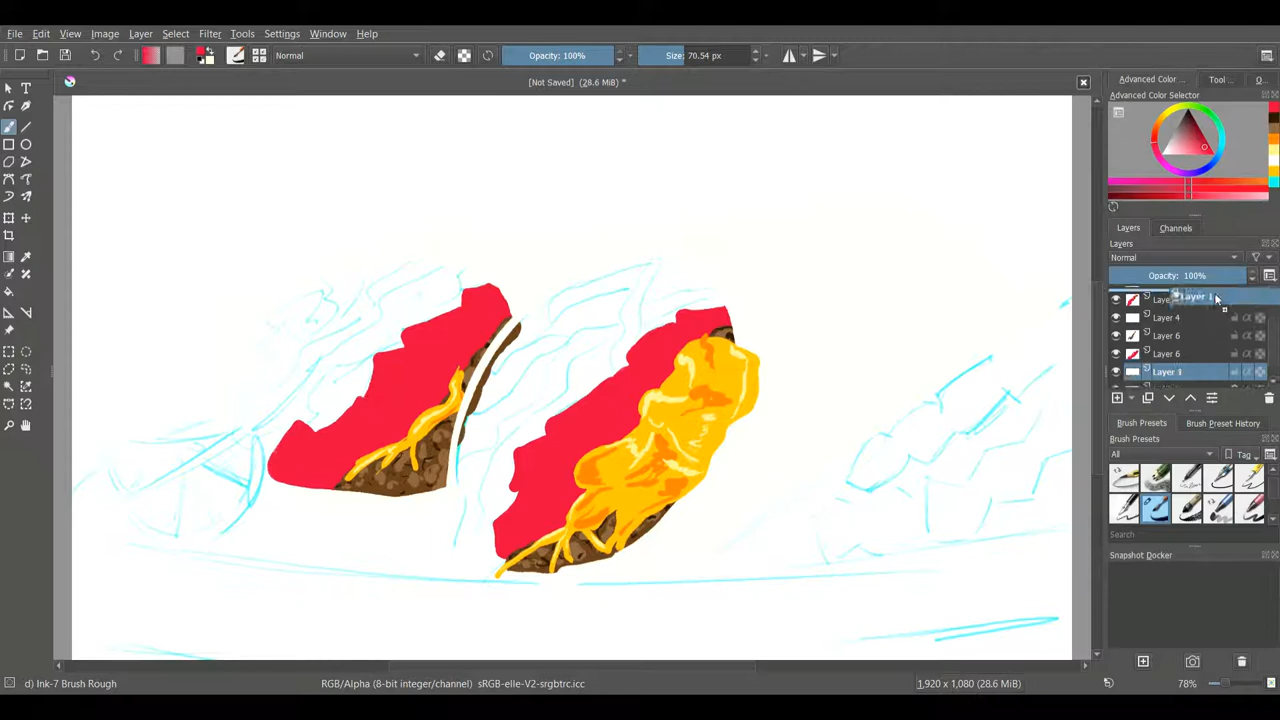 File Edit View Image Layer Select Filter Tools Settings Window Help
Normal Opacity: 100% Size: 70.54 px
[Not Saved] (28.6 MiB) *
Advanced Color ... Tool ... Q...
Advanced Color Selector
Layers Channels
Layers
Normal
Opacity: 100%
Layer 4
Layer 6
Layer 6
Brush Presets Brush Preset History
Brush Presets
All Tag
Search
Snapshot Docker
d) Ink-7 Brush Rough RGB/Alpha (8-bit integer/channel) sRGB-elle-V2-srgbtrc.icc 1,920 x 1,080 (28.6 MiB) 78%